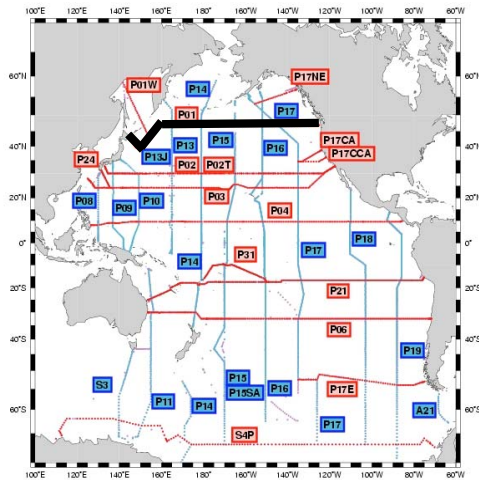 60°N
40°N
20°N
0°
20°S
40°S
60°S
P01W
P14
P17NE
P01
P17
P13
P15
P16
P17CA
P13J
P17CCA
P24
P02
P02T
P08
P09
P10
P03
P04
P18
P14
P31
P17
P21
P06
P19
S3
P15
P16
P17E
P15SA
P11
P14
A21
P17
S4P
100°E
120°E
140°E
160°E
180°W
160°W
140°W
120°W
100°W
80°W